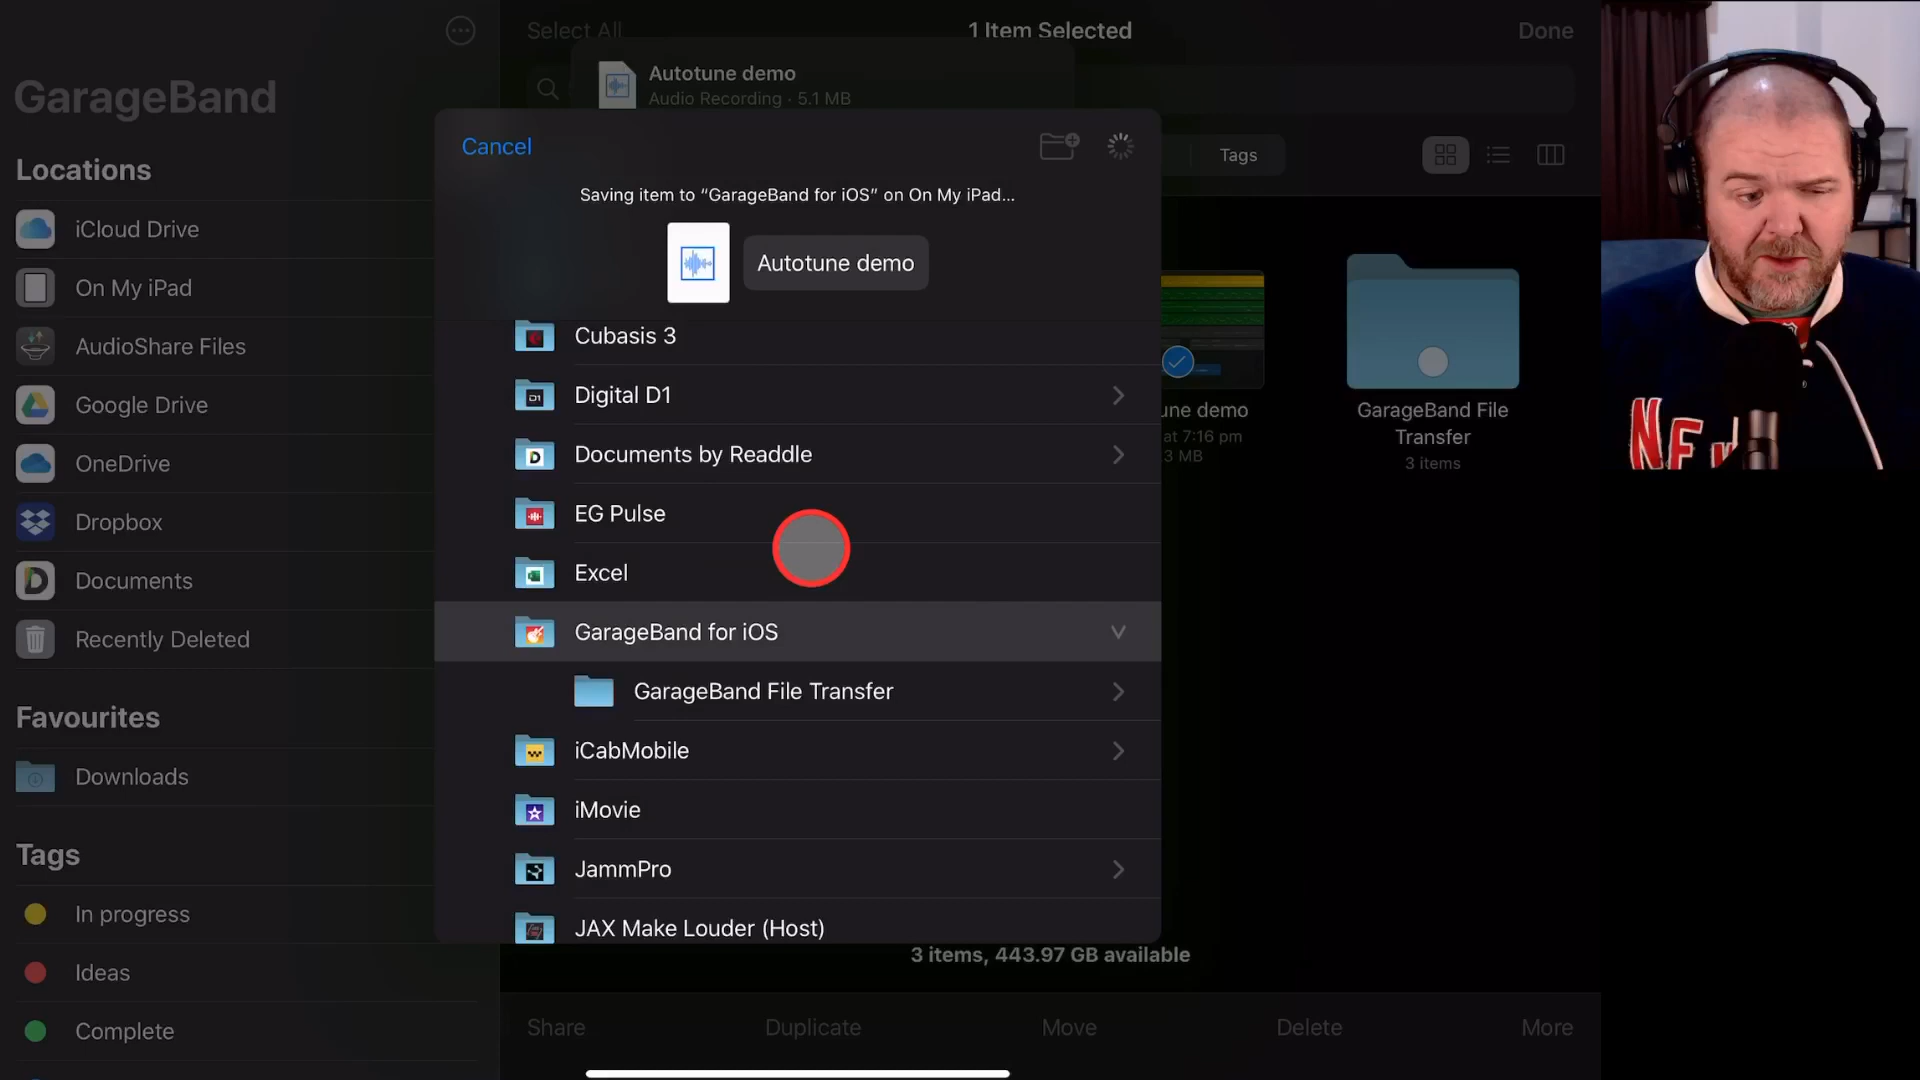 Select All
1 Item Selected
Done
GarageBand
Autotune demo
Audio Recording · 5.1 MB
Cancel
Tags
Locations
Saving item to “GarageBand for iOS” on On My iPad...
iCloud Drive
Autotune demo
On My iPad
Cubasis 3
AudioShare Files
Digital D1
Google Drive
une demo
at 7:16 pm
3 MB
GarageBand File
Transfer
3 items
Documents by Readdle
OneDrive
EG Pulse
Dropbox
Excel
Documents
GarageBand for iOS
Recently Deleted
GarageBand File Transfer
Favourites
iCabMobile
Downloads
iMovie
Tags
JammPro
In progress
JAX Make Louder (Host)
3 items, 443.97 GB available
Ideas
Share
Duplicate
Move
Delete
More
Complete